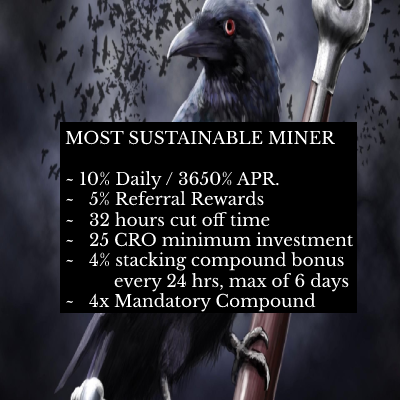 MOST SUSTAINABLE MINER
~ 10% Daily / 3650% APR.
~ 5% Referral Rewards
~ 32 hours cut off time
~ 25 CRO minimum investment
~ 4% stacking compound bonus
every 24 hrs, max of 6 days
~ 4x Mandatory Compound